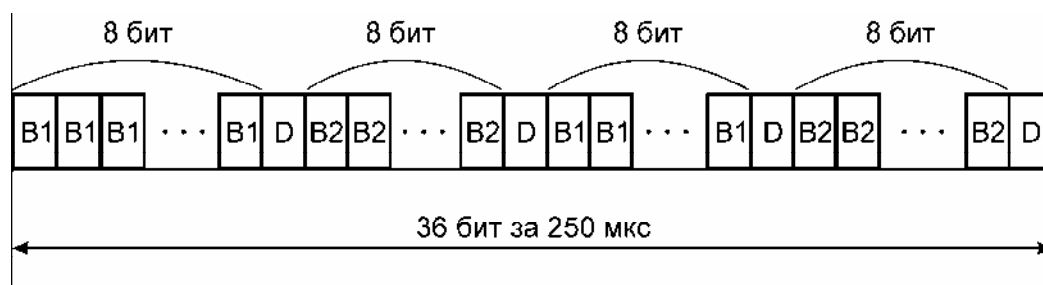 8 бит 8 бит 8 бит 8 бит
B1 B1 B1 ... B1 D B2 B2 ... B2 D B1 B1 ... B1 D B2 B2 ... B2 D
36 бит за 250 мкс